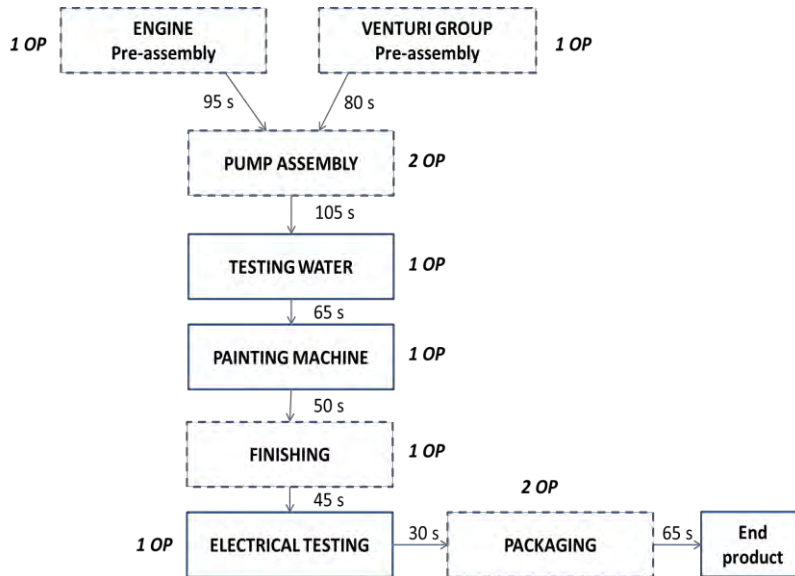 1 OP
ENGINE
Pre-assembly
VENTURI GROUP
Pre-assembly
1 OP
95 s
80 s
PUMP ASSEMBLY
2 OP
105 s
TESTING WATER
1 OP
65 s
PAINTING MACHINE
1 OP
50 s
FINISHING
1 OP
45 s
2 OP
1 OP
ELECTRICAL TESTING
30 s
PACKAGING
65 s
End
product